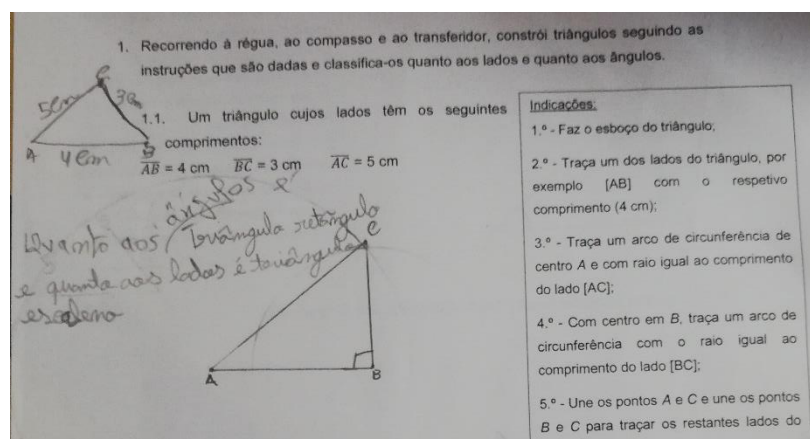 1. Recorrendo à régua, ao compasso e ao transferidor, constrói triângulos seguindo as
instruções que são dadas e classifica-os quanto aos lados e quanto aos ângulos.
C
5cm
3cm
A
4cm
B
1.1. Um triângulo cujos lados têm os seguintes
comprimentos:
AB = 4 cm BC = 3 cm AC = 5 cm
ângulos é
Quanto aos triângulo retângulo
e quanto aos lados é triângulo
escaleno
C
A
B
Indicações:
1.º - Faz o esboço do triângulo;
2.º - Traça um dos lados do triângulo, por
exemplo [AB] com o respetivo
comprimento (4 cm);
3.º - Traça um arco de circunferência de
centro A e com raio igual ao comprimento
do lado [AC];
4.º - Com centro em B, traça um arco de
circunferência com o raio igual ao
comprimento do lado [BC];
5.º - Une os pontos A e C e une os pontos
B e C para traçar os restantes lados do